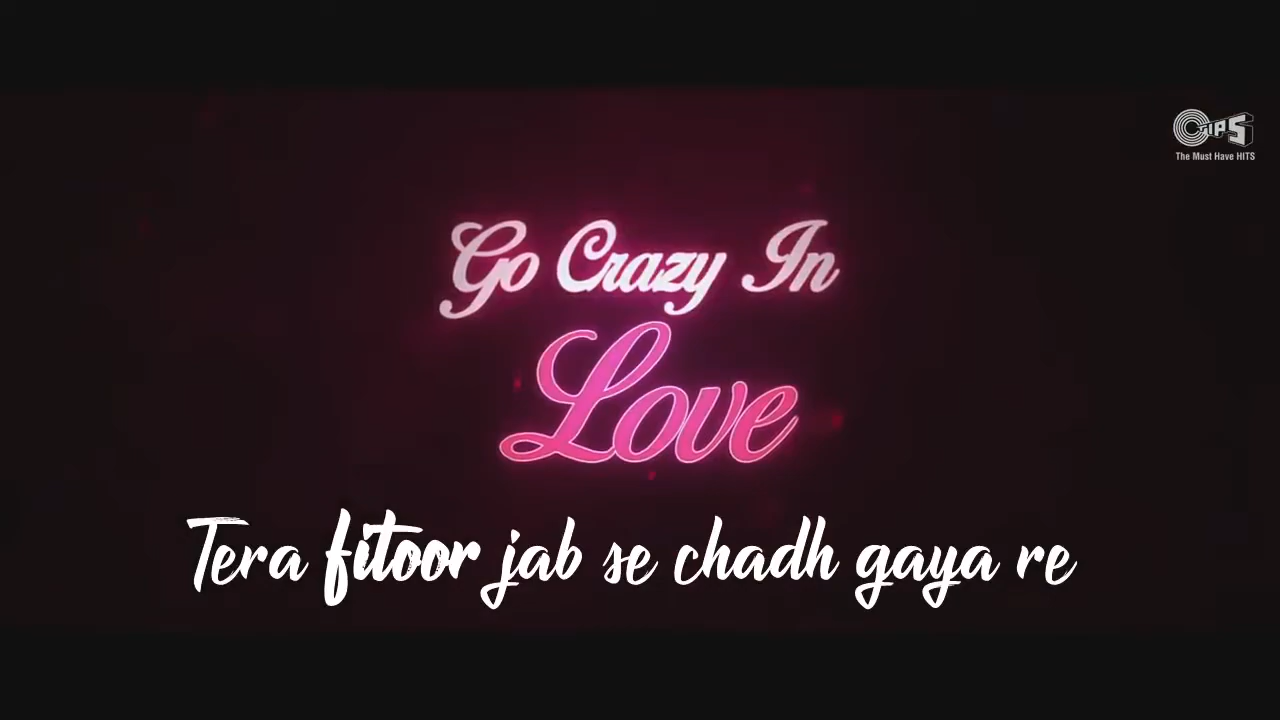 TIPS
The Must Have HITS
Go Crazy In
Love
Tera fitoor jab se chadh gaya re